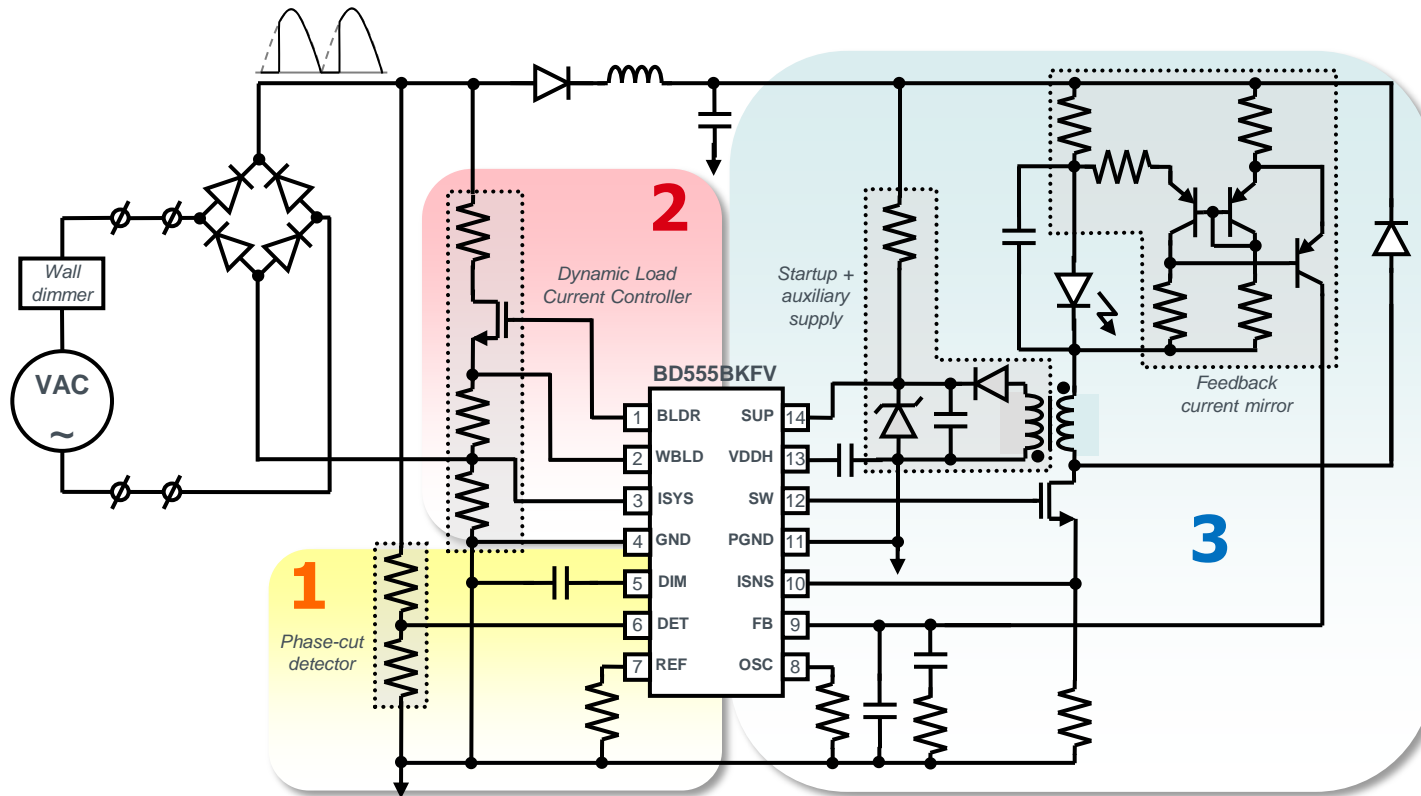 2
Wall
dimmer
VAC
~
Dynamic Load
Current Controller
Startup +
auxiliary
supply
Feedback
current mirror
BD555BKFV
1 BLDR SUP 14
2 WBLD VDDH 13
3 ISYS SW 12
4 GND PGND 11
5 DIM ISNS 10
6 DET FB 9
7 REF OSC 8
3
1
Phase-cut
detector